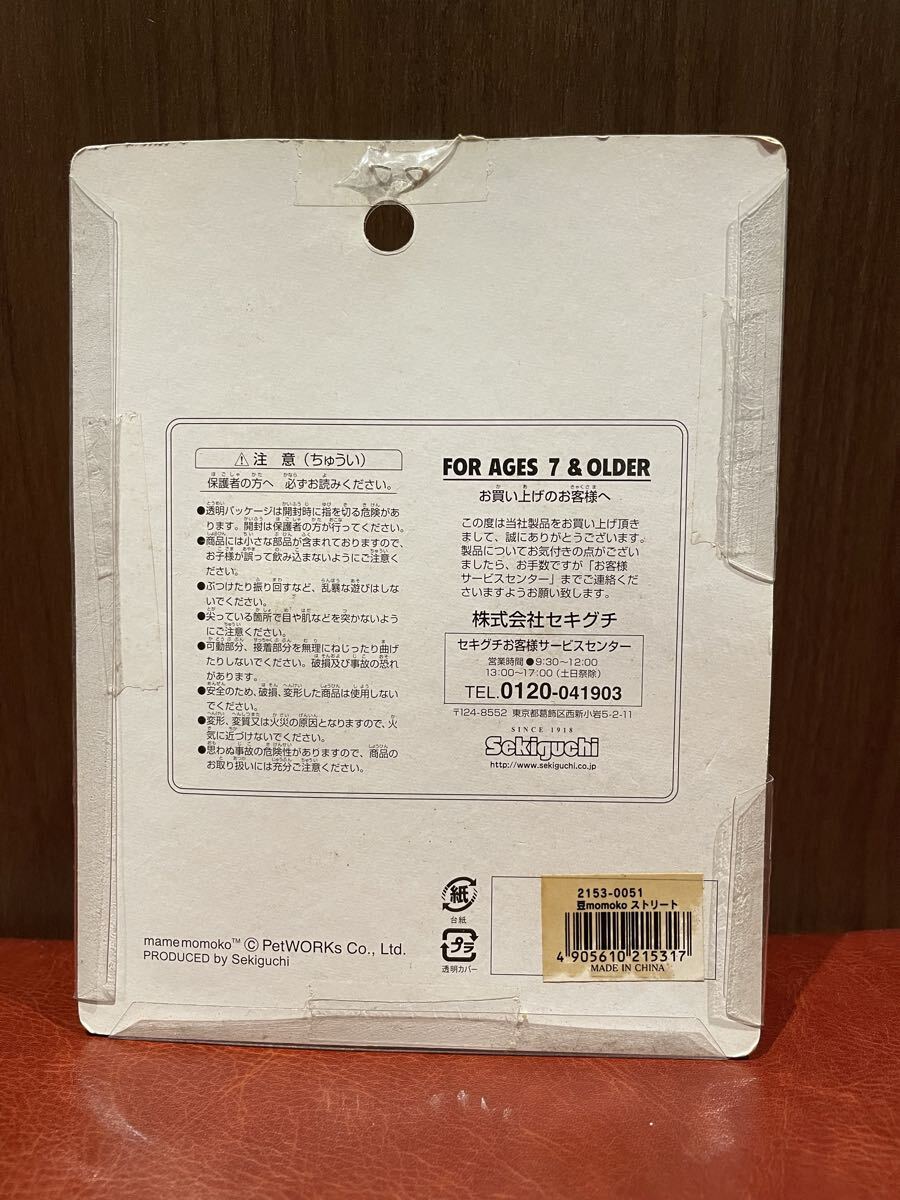 ⚠ 注 意（ちゅうい）
保護者の方へ 必ずお読みください。
●透明パッケージは開封時に指を切る危険があ
ります。開封は保護者の方が行ってください。
●商品には小さな部品が含まれておりますので、
お子様が誤って飲み込まないようにご注意く
ださい。
●ぶつけたり振り回すなど、乱暴な遊びはしな
いでください。
●尖っている箇所で目や肌などを突かないよう
にご注意ください。
●可動部分、接着部分を無理にねじったり曲げ
たりしないでください。破損及び事故の恐れ
があります。
●安全のため、破損、変形した商品は使用しない
でください。
●変形、変質又は火災の原因となりますので、火
気に近づけないでください。
●思わぬ事故の危険性がありますので、商品の
お取り扱いには充分ご注意ください。
FOR AGES 7 & OLDER
お買い上げのお客様へ
この度は当社製品をお買い上げ頂き
まして、誠にありがとうございます。
製品についてお気付きの点がござい
ましたら、お手数ですが「お客様
サービスセンター」までご連絡くだ
さいますようお願い致します。
株式会社セキグチ
セキグチお客様サービスセンター
営業時間●9:30〜12:00
13:00〜17:00（土日祭除）
TEL.0120-041903
〒124-8552 東京都葛飾区西新小岩5-2-11
SINCE 1918
Sekiguchi
http://www.sekiguchi.co.jp
mame momoko™ © PetWORKs Co., Ltd.
PRODUCED by Sekiguchi
紙
台紙
プラ
透明カバー
2153-0051
豆momoko ストリート
4 905610 215317
MADE IN CHINA